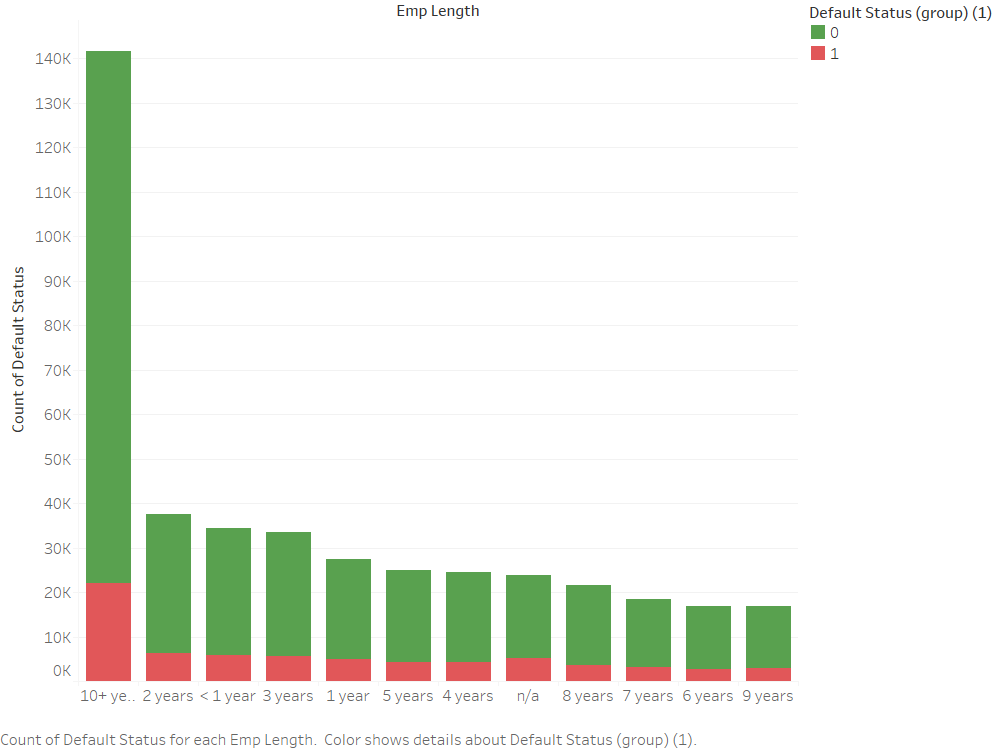 Emp Length
Default Status (group) (1)
0
1
140K
130K
120K
110K
100K
90K
80K
70K
60K
50K
40K
30K
20K
10K
0K
Count of Default Status
10+ ye.. 2 years < 1 year 3 years 1 year 5 years 4 years n/a 8 years 7 years 6 years 9 years
Count of Default Status for each Emp Length. Color shows details about Default Status (group) (1).